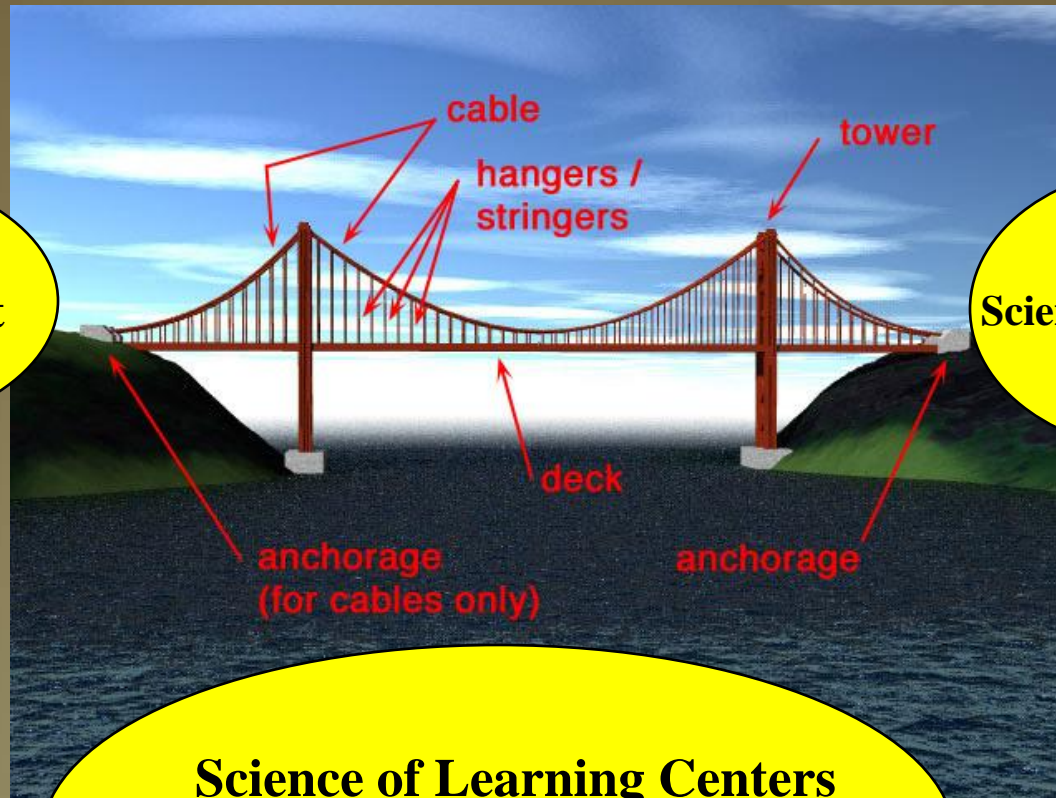 cable
tower
hangers /
stringers
deck
anchorage
(for cables only)
anchorage
Science of Learning Centers